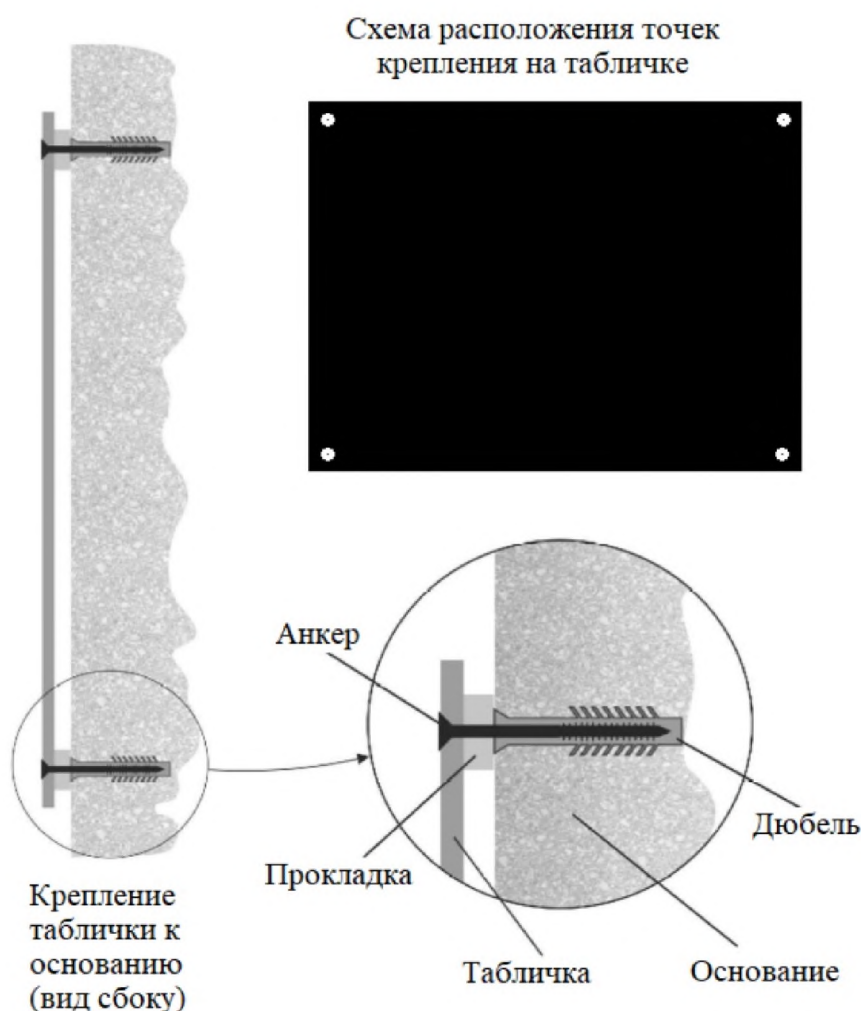 Схема расположения точек
крепления на табличке
Анкер
Дюбель
Прокладка
Табличка
Основание
Крепление
таблички к
основанию
(вид сбоку)